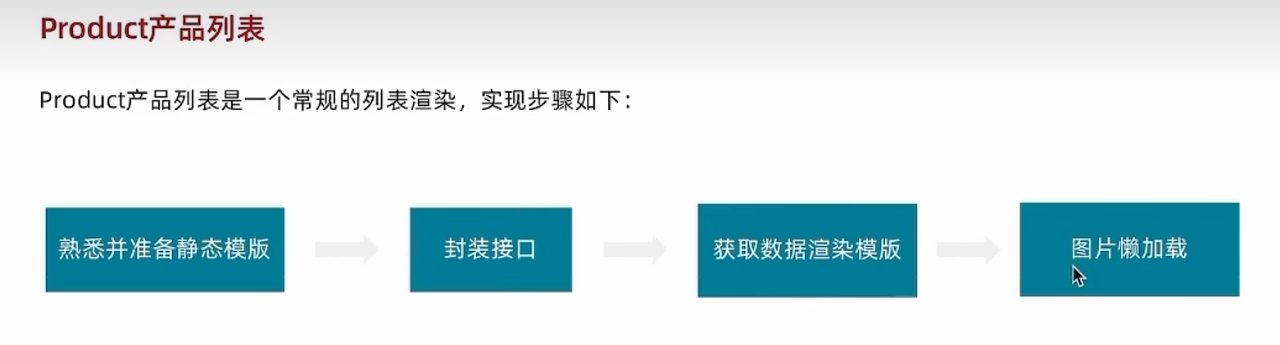 Product产品列表
Product产品列表是一个常规的列表渲染，实现步骤如下：
熟悉并准备静态模版
封装接口
获取数据渲染模版
图片懒加载